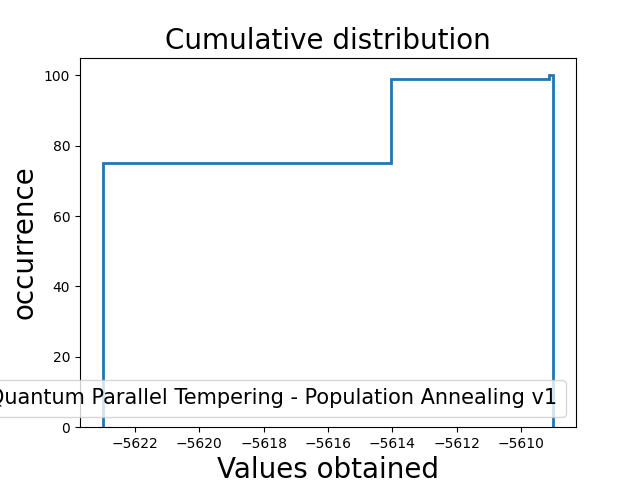 Cumulative distribution
100
80
60
40
20
0
occurrence
Quantum Parallel Tempering - Population Annealing v1
−5622 −5620 −5618 −5616 −5614 −5612 −5610
Values obtained